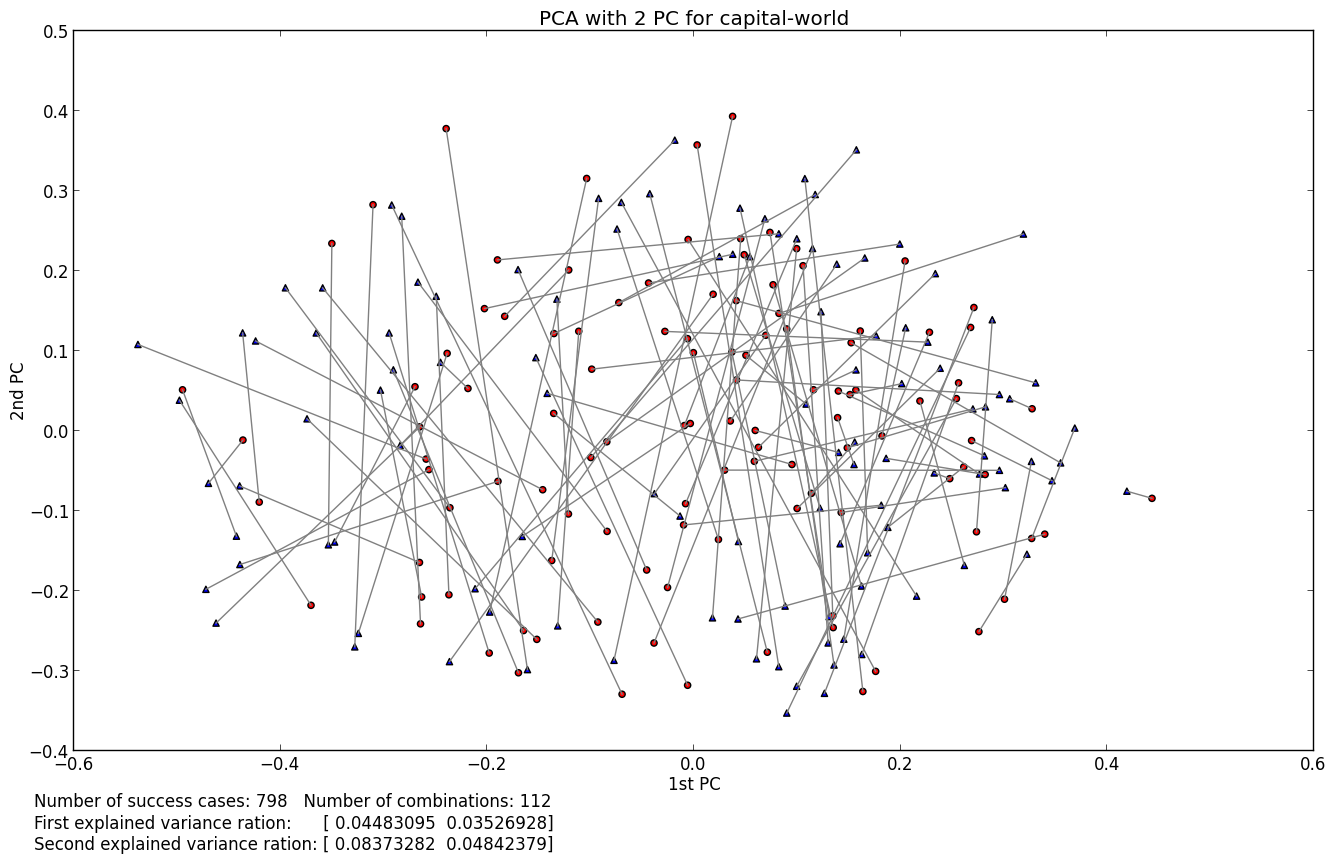 PCA with 2 PC for capital-world
0.5
0.4
0.3
0.2
0.1
0.0
−0.1
−0.2
−0.3
−0.4
2nd PC
−0.6 −0.4 −0.2 0.0 0.2 0.4 0.6
1st PC
Number of success cases: 798 Number of combinations: 112
First explained variance ration: [ 0.04483095 0.03526928]
Second explained variance ration: [ 0.08373282 0.04842379]